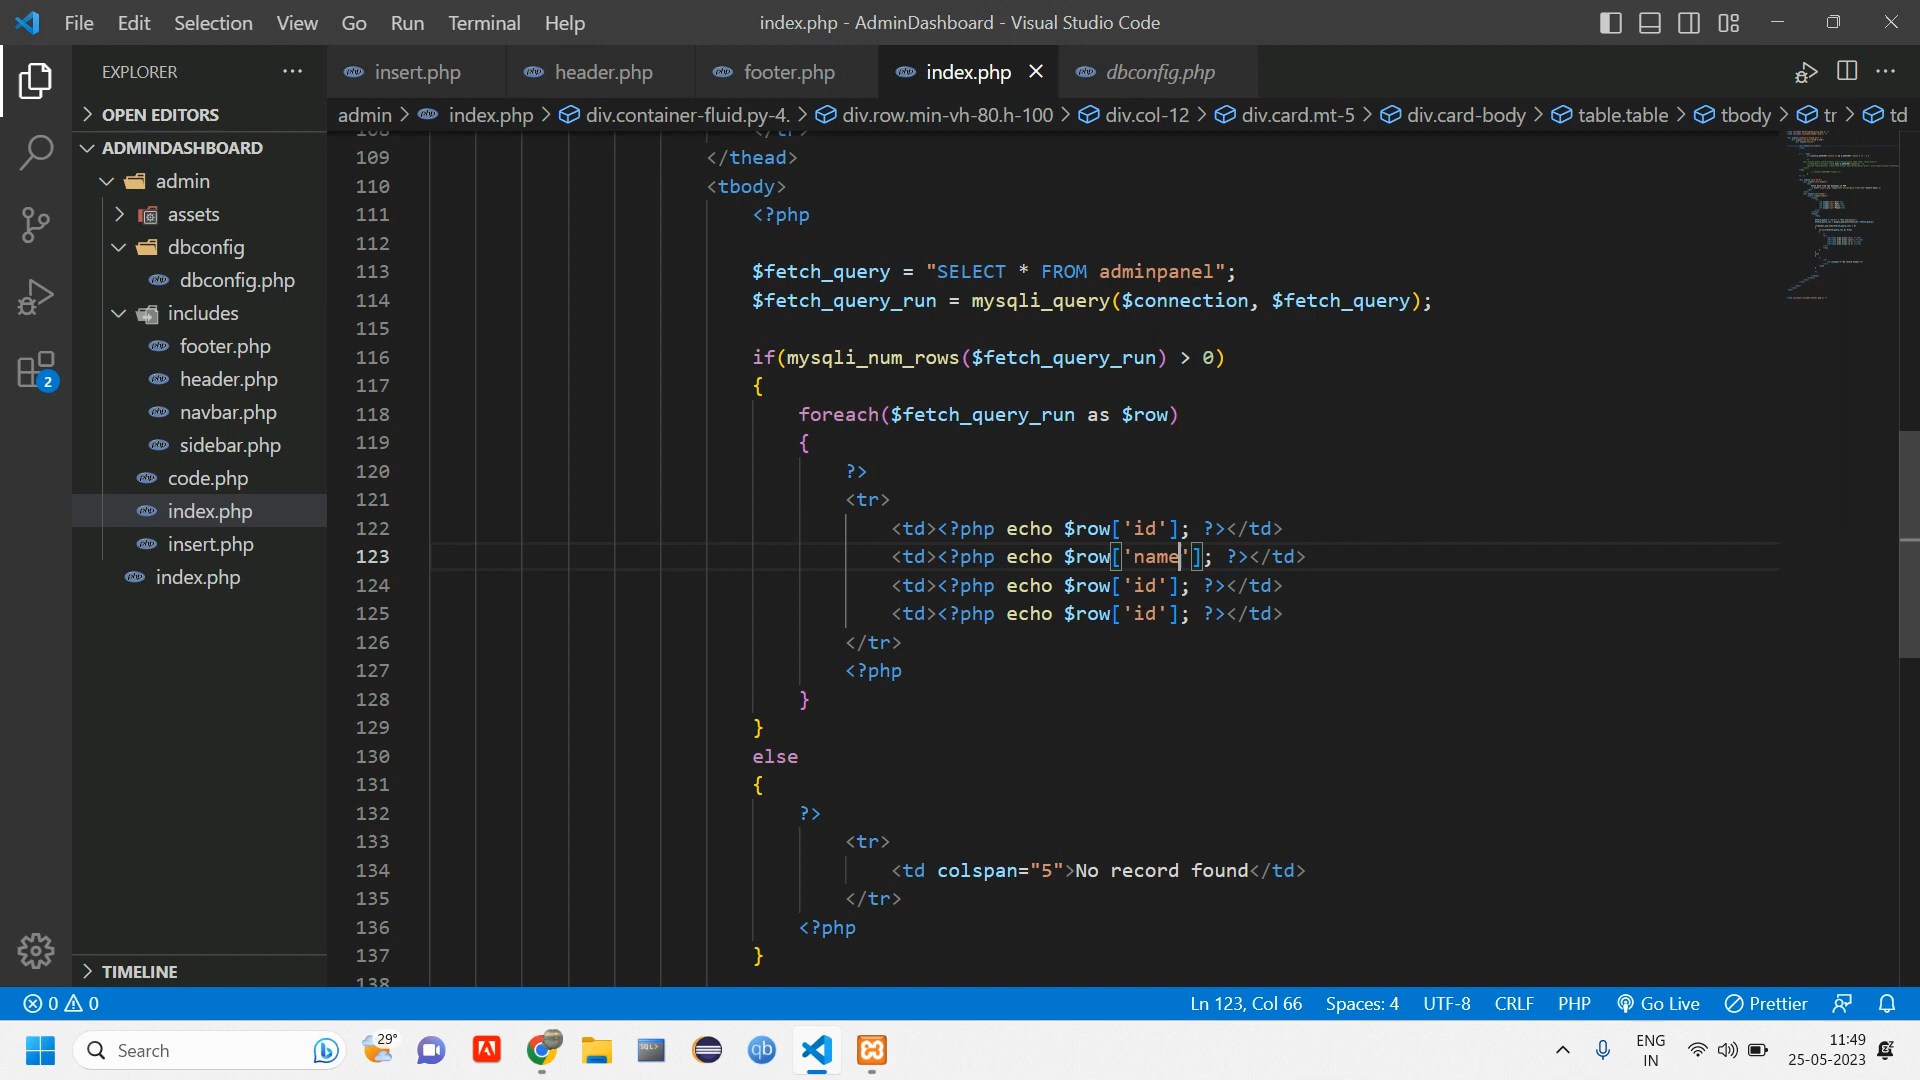 File Edit Selection View Go Run Terminal Help
index.php - AdminDashboard - Visual Studio Code
EXPLORER
insert.php header.php footer.php index.php dbconfig.php
OPEN EDITORS
admin > index.php > div.container-fluid.py-4. > div.row.min-vh-80.h-100 > div.col-12 > div.card.mt-5 > div.card-body > table.table > tbody > tr > td
ADMINDASHBOARD
admin
assets
dbconfig
dbconfig.php
includes
footer.php
header.php
navbar.php
sidebar.php
code.php
index.php
insert.php
index.php
TIMELINE
2
108 </tr>
109 </thead>
110 <tbody>
111 <?php
112
113 $fetch_query = "SELECT * FROM adminpanel";
114 $fetch_query_run = mysqli_query($connection, $fetch_query);
115
116 if(mysqli_num_rows($fetch_query_run) > 0)
117 {
118 foreach($fetch_query_run as $row)
119 {
120 ?>
121 <tr>
122 <td><?php echo $row['id']; ?></td>
123 <td><?php echo $row['name']; ?></td>
124 <td><?php echo $row['id']; ?></td>
125 <td><?php echo $row['id']; ?></td>
126 </tr>
127 <?php
128 }
129 }
130 else
131 {
132 ?>
133 <tr>
134 <td colspan="5">No record found</td>
135 </tr>
136 <?php
137 }
138
0 0 Ln 123, Col 66 Spaces: 4 UTF-8 CRLF PHP Go Live Prettier
Search 29° SQL> qb ENG IN 11:49 25-05-2023